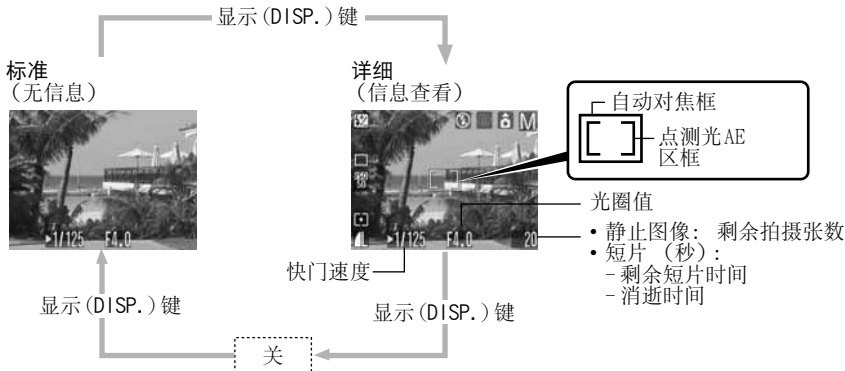 显示(DISP.)键
标准
(无信息)
详细
(信息查看)
M
▸1/125 F4.0
▸1/125 F4.0 20
自动对焦框
点测光AE
区框
光圈值
• 静止图像: 剩余拍摄张数
• 短片 (秒):
- 剩余短片时间
- 消逝时间
快门速度
显示(DISP.)键
显示(DISP.)键
关